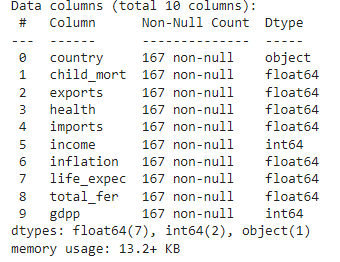 Data columns (total 10 columns):
 #   Column      Non-Null Count  Dtype
---  ------      --------------  -----
 0   country     167 non-null    object
 1   child_mort  167 non-null    float64
 2   exports     167 non-null    float64
 3   health      167 non-null    float64
 4   imports     167 non-null    float64
 5   income      167 non-null    int64
 6   inflation   167 non-null    float64
 7   life_expec  167 non-null    float64
 8   total_fer   167 non-null    float64
 9   gdpp        167 non-null    int64
dtypes: float64(7), int64(2), object(1)
memory usage: 13.2+ KB